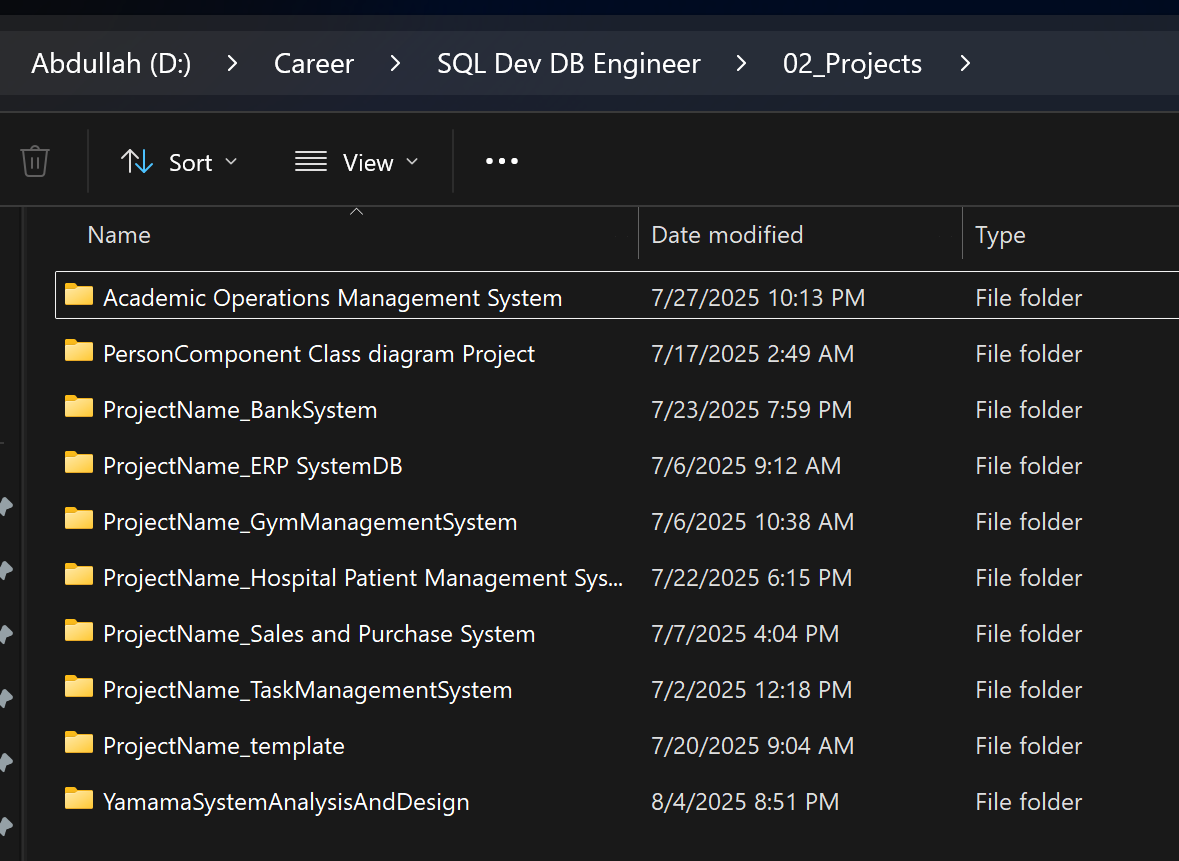 Abdullah (D:) > Career > SQL Dev DB Engineer > 02_Projects >
Sort View •••
Name Date modified Type
Academic Operations Management System 7/27/2025 10:13 PM File folder
PersonComponent Class diagram Project 7/17/2025 2:49 AM File folder
ProjectName_BankSystem 7/23/2025 7:59 PM File folder
ProjectName_ERP SystemDB 7/6/2025 9:12 AM File folder
ProjectName_GymManagementSystem 7/6/2025 10:38 AM File folder
ProjectName_Hospital Patient Management Sys... 7/22/2025 6:15 PM File folder
ProjectName_Sales and Purchase System 7/7/2025 4:04 PM File folder
ProjectName_TaskManagementSystem 7/2/2025 12:18 PM File folder
ProjectName_template 7/20/2025 9:04 AM File folder
YamamaSystemAnalysisAndDesign 8/4/2025 8:51 PM File folder